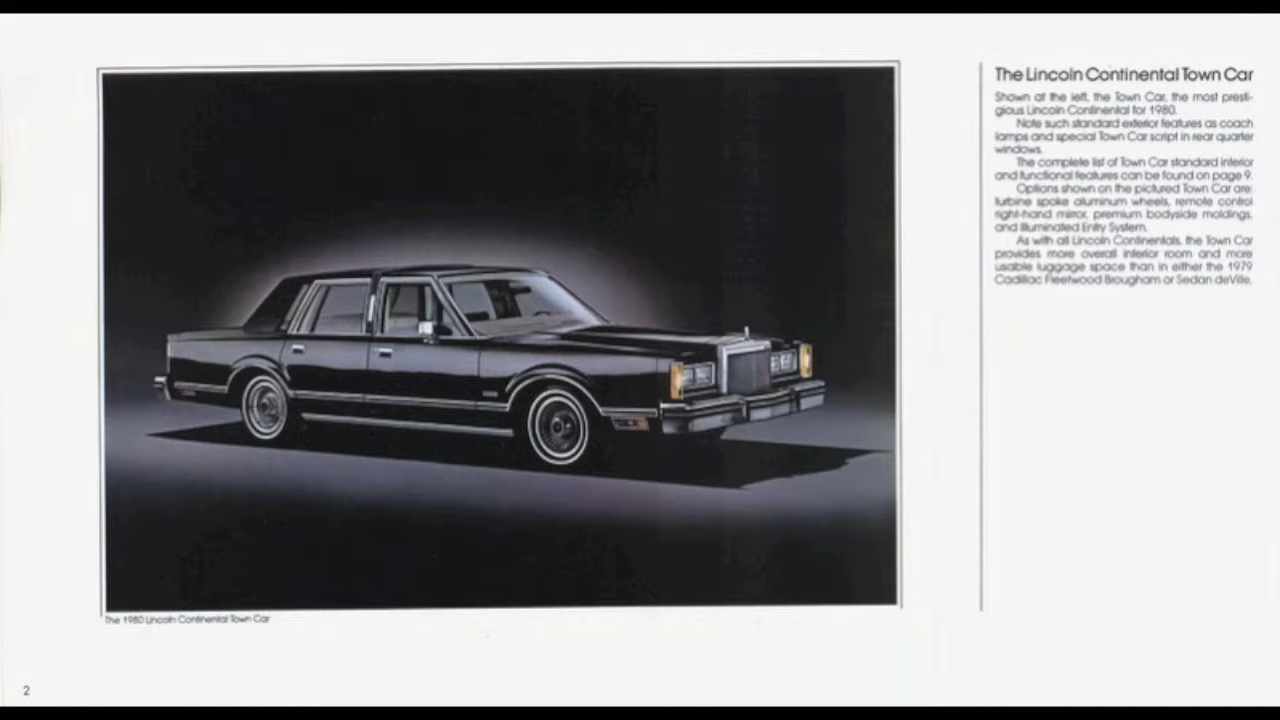 The Lincoln Continental Town Car
Shown at the left, the Town Car, the most presti-
gious Lincoln Continental for 1980.
Note such standard exterior features as coach
lamps and special Town Car script in rear quarter
windows.
The complete list of Town Car standard interior
and functional features can be found on page 9.
Options shown on the pictured Town Car are:
turbine spoke aluminum wheels, remote control
right-hand mirror, premium bodyside moldings,
and Illuminated Entry System.
As with all Lincoln Continentals, the Town Car
provides more overall interior room and more
usable luggage space than in either the 1979
Cadillac Fleetwood Brougham or Sedan deVille.
The 1980 Lincoln Continental Town Car
2